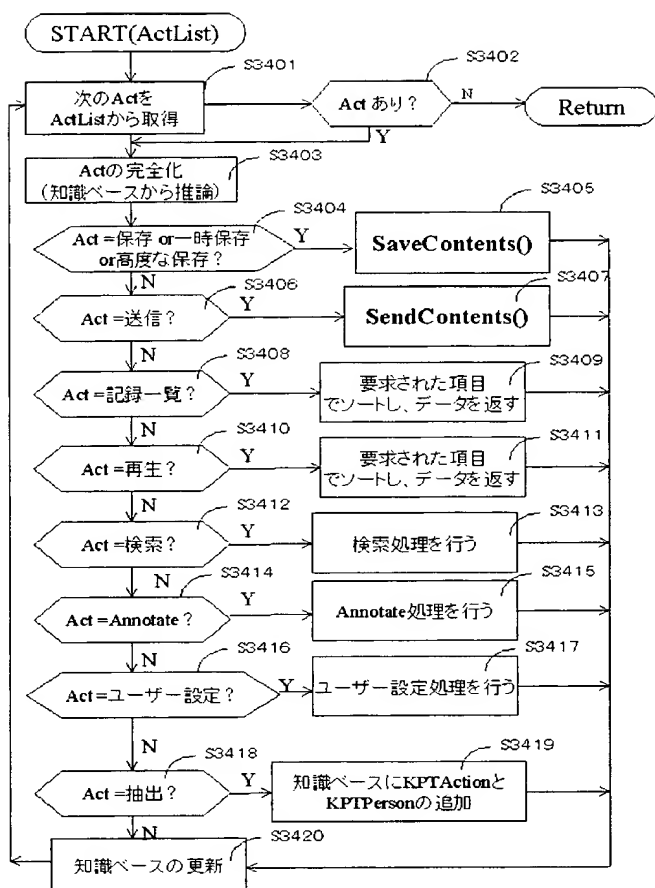 START(ActList)
S3401
S3402
次のActを
ActListから取得
Act あり？
N
Return
Y
S3403
Actの完全化
（知識ベースから推論）
S3404
S3405
Act =保存 or一時保存
or高度な保存？
Y
SaveContents()
N
S3406
S3407
Act =送信？
Y
SendContents()
N
S3408
S3409
Act =記録一覧？
Y
要求された項目
でソートし、データを返す
N
S3410
S3411
Act =再生？
Y
要求された項目
でソートし、データを返す
N
S3412
S3413
Act =検索？
Y
検索処理を行う
N
S3414
S3415
Act =Annotate？
Y
Annotate処理を行う
N
S3416
S3417
Act=ユーザー設定？
Y
ユーザー設定処理を行う
N
S3418
S3419
Act =抽出？
Y
知識ベースにKPTActionと
KPTPersonの追加
N
S3420
知識ベースの更新